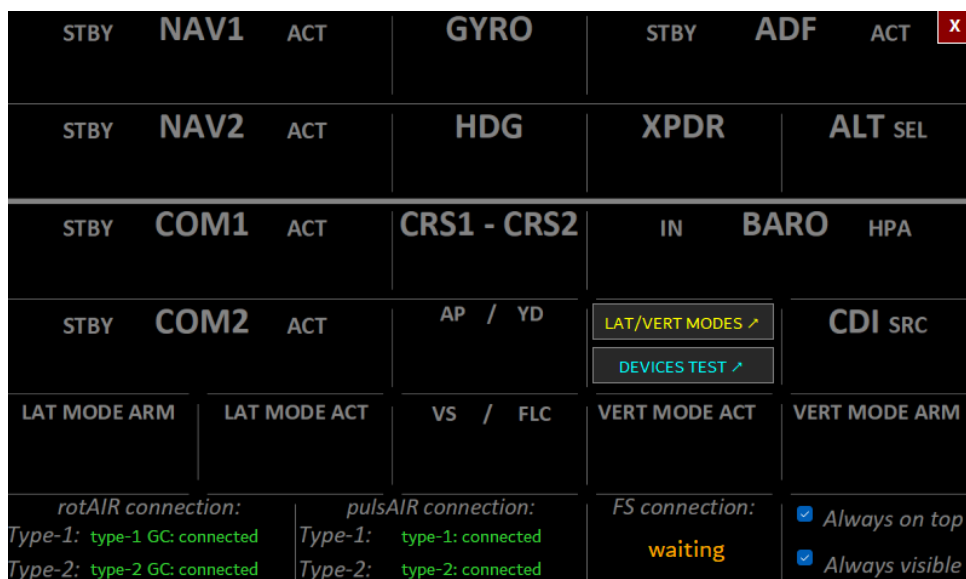 STBY NAV1 ACT GYRO STBY ADF ACT X
STBY NAV2 ACT HDG XPDR ALT SEL
STBY COM1 ACT CRS1 - CRS2 IN BARO HPA
STBY COM2 ACT AP / YD LAT/VERT MODES ↗ CDI SRC
DEVICES TEST ↗
LAT MODE ARM LAT MODE ACT VS / FLC VERT MODE ACT VERT MODE ARM
rotAIR connection: pulsAIR connection: FS connection: Always on top
Type-1: type-1 GC: connected Type-1: type-1: connected waiting
Type-2: type-2 GC: connected Type-2: type-2: connected Always visible